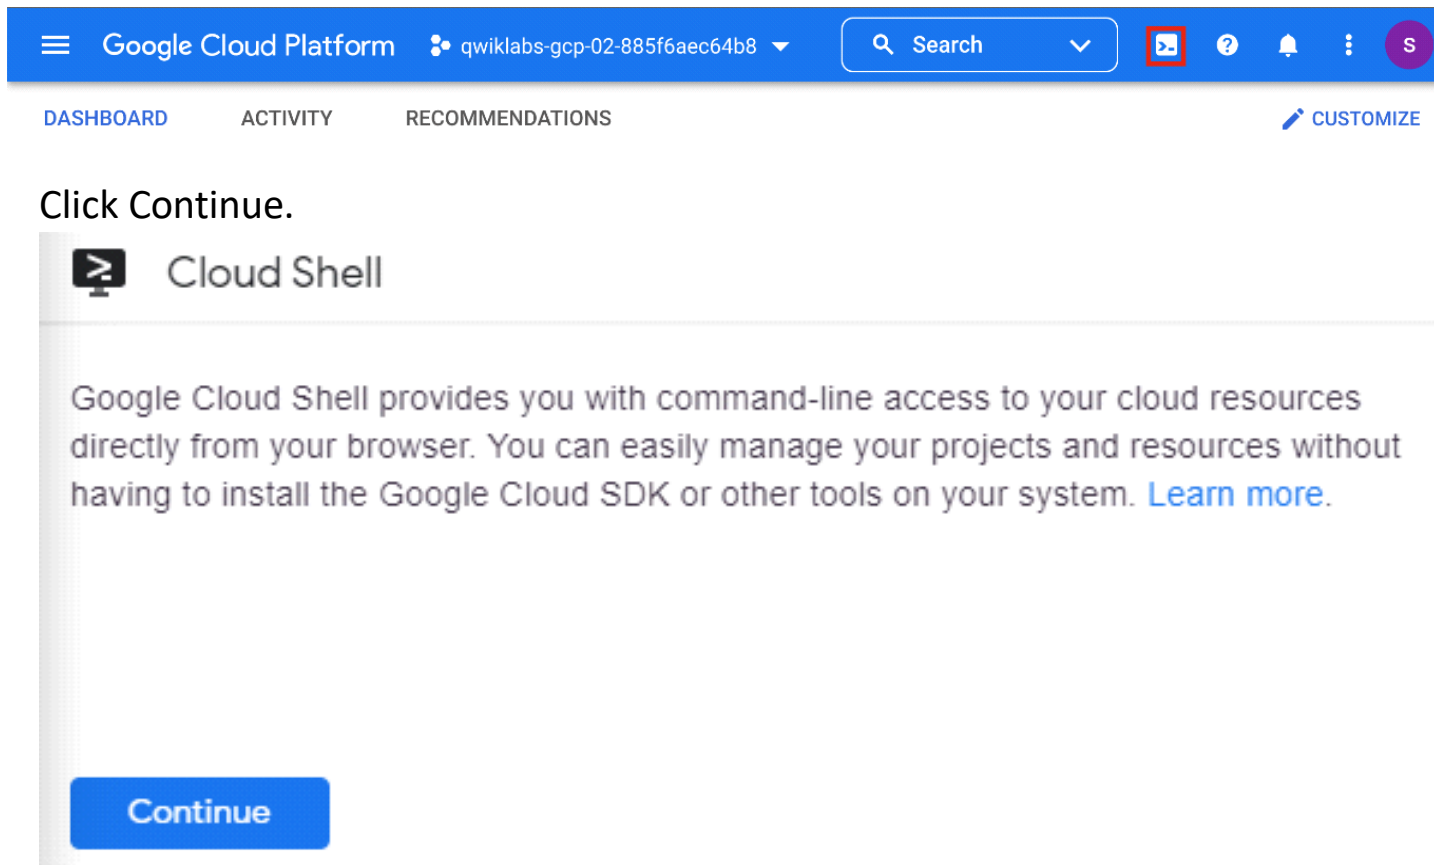 Google Cloud Platform qwiklabs-gcp-02-885f6aec64b8 Search S
DASHBOARD ACTIVITY RECOMMENDATIONS CUSTOMIZE
Click Continue.
Cloud Shell
Google Cloud Shell provides you with command-line access to your cloud resources
directly from your browser. You can easily manage your projects and resources without
having to install the Google Cloud SDK or other tools on your system. Learn more.
Continue